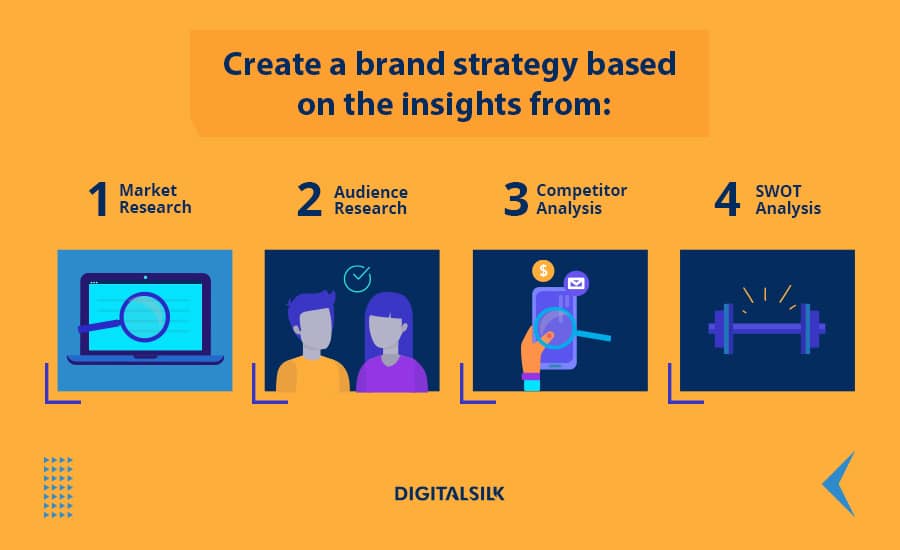 Create a brand strategy based
on the insights from:
1 Market
Research
2 Audience
Research
3 Competitor
Analysis
4 SWOT
Analysis
$
DIGITALSILK